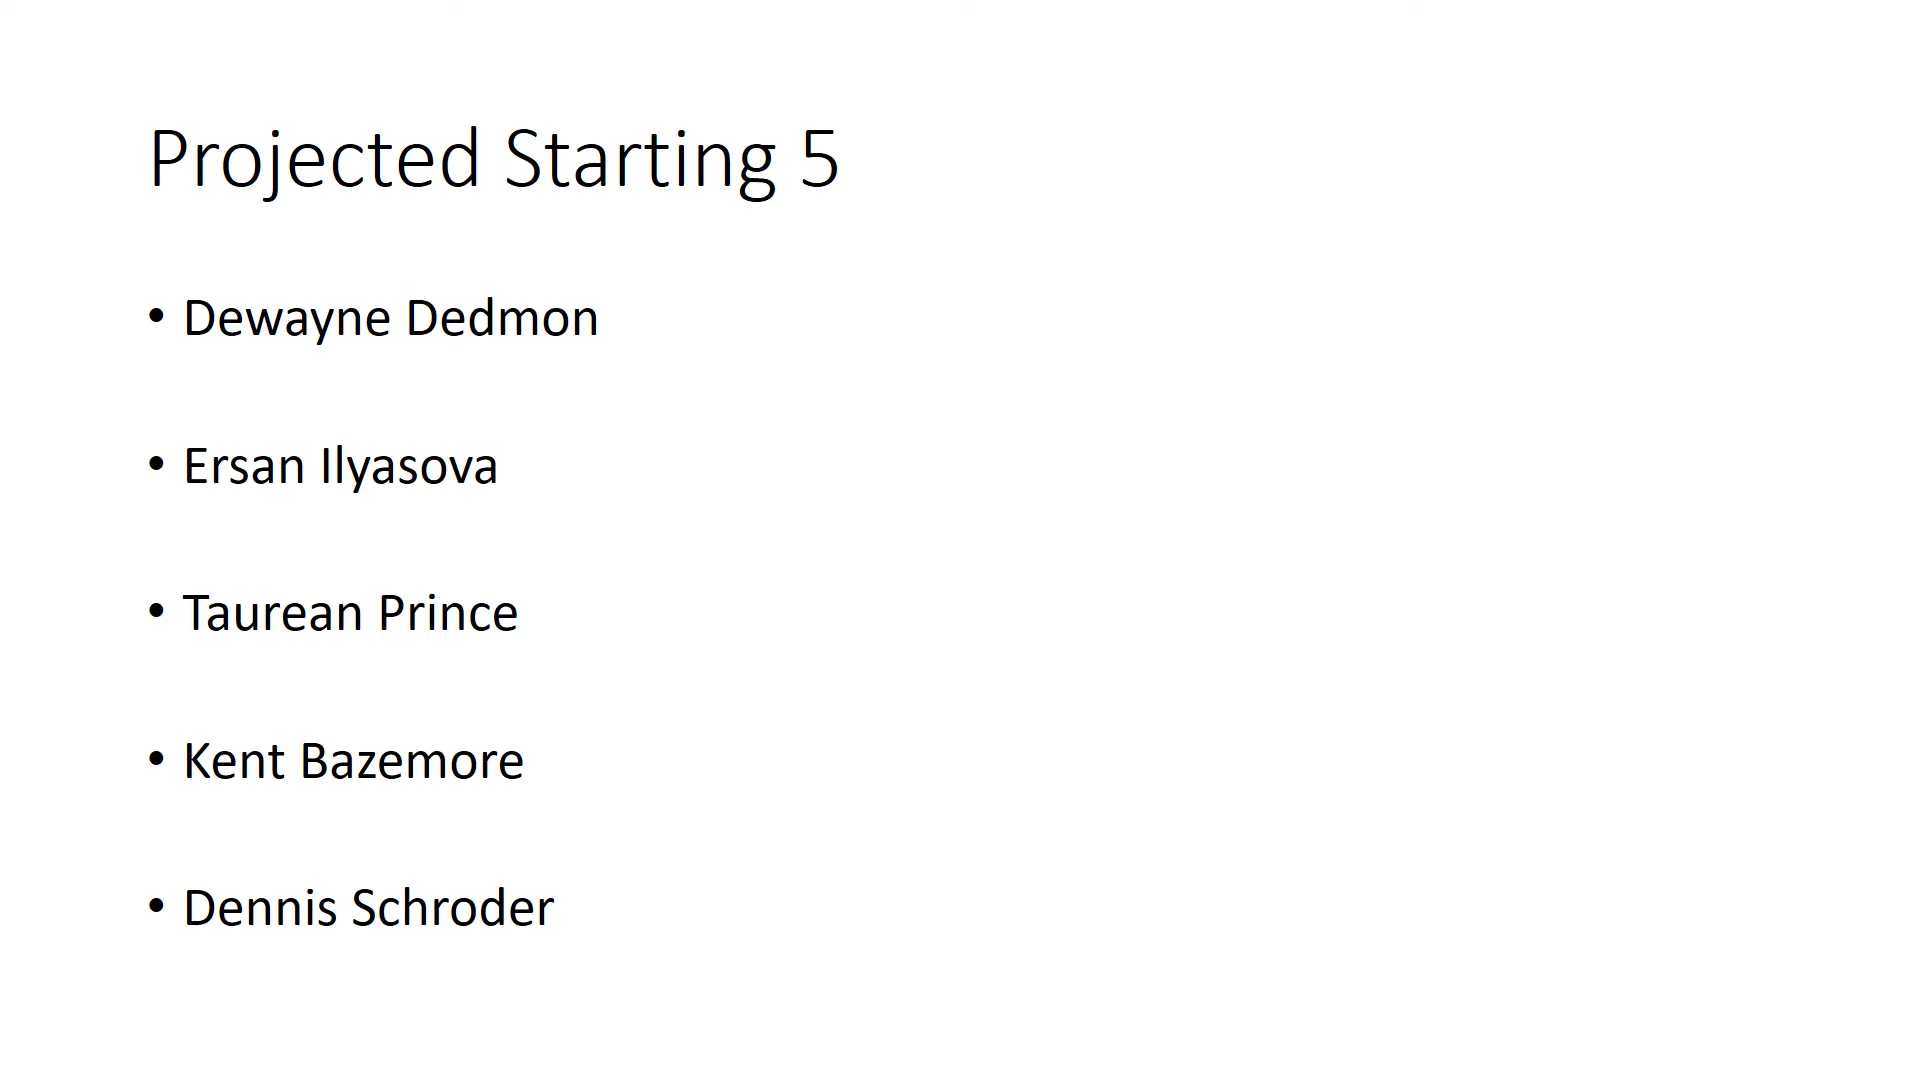 Projected Starting 5
• Dewayne Dedmon
• Ersan Ilyasova
• Taurean Prince
• Kent Bazemore
• Dennis Schroder